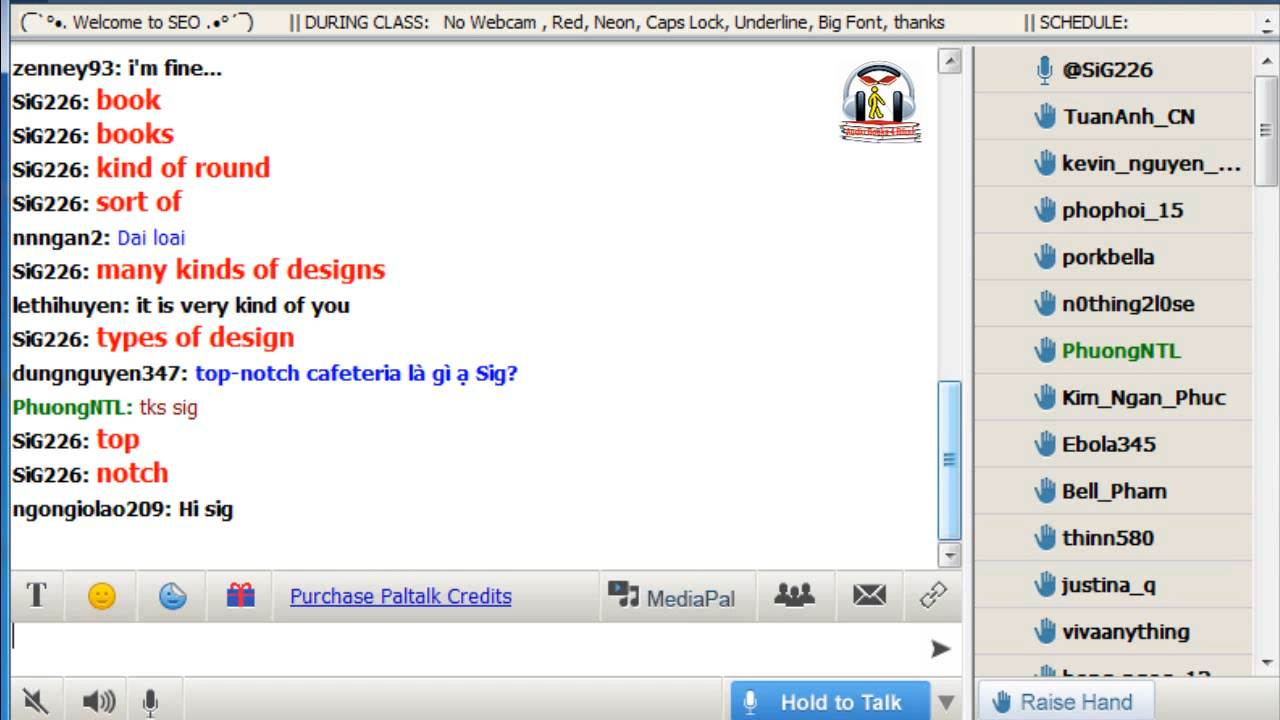 (¯`°•. Welcome to SEO .•°´¯) || DURING CLASS: No Webcam , Red, Neon, Caps Lock, Underline, Big Font, thanks || SCHEDULE:
zenney93: i'm fine...
SiG226: book
SiG226: books
SiG226: kind of round
SiG226: sort of
nnngan2: Dai loai
SiG226: many kinds of designs
lethihuyen: it is very kind of you
SiG226: types of design
dungnguyen347: top-notch cafeteria là gì ạ Sig?
PhuongNTL: tks sig
SiG226: top
SiG226: notch
ngongiolao209: Hi sig
T
Purchase Paltalk Credits
MediaPal
Hold to Talk
@SiG226
TuanAnh_CN
kevin_nguyen_...
phophoi_15
porkbella
n0thing2l0se
PhuongNTL
Kim_Ngan_Phuc
Ebola345
Bell_Pham
thinn580
justina_q
vivaanything
Raise Hand